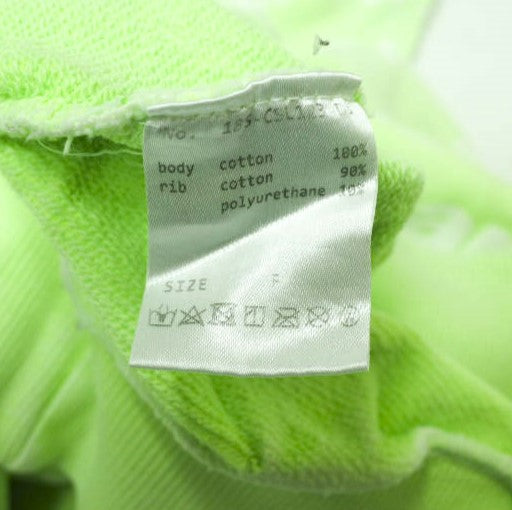 No.
body cotton 100%
rib cotton 90%
polyurethane 10%
SIZE F